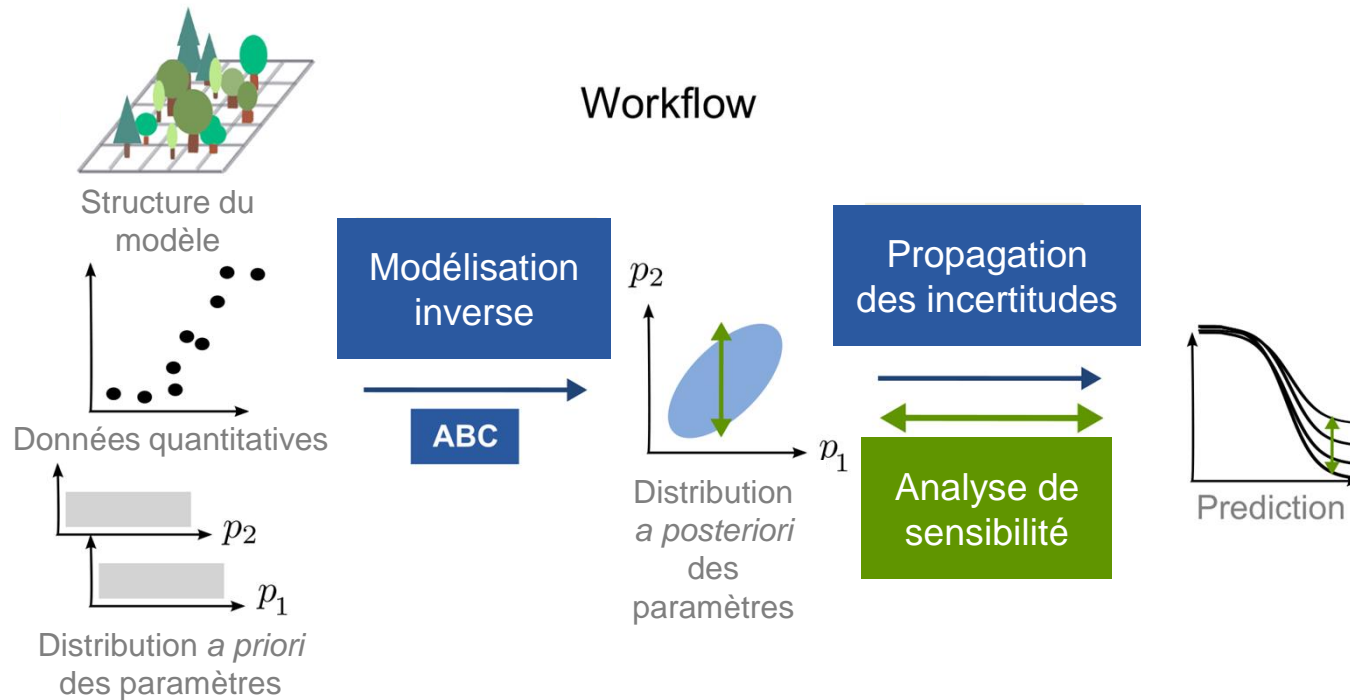 Workflow
Structure du
modèle
Données quantitatives
p2
p1
Distribution a priori
des paramètres
Modélisation
inverse
ABC
p2
p1
Distribution
a posteriori
des
paramètres
Propagation
des incertitudes
Analyse de
sensibilité
Prediction